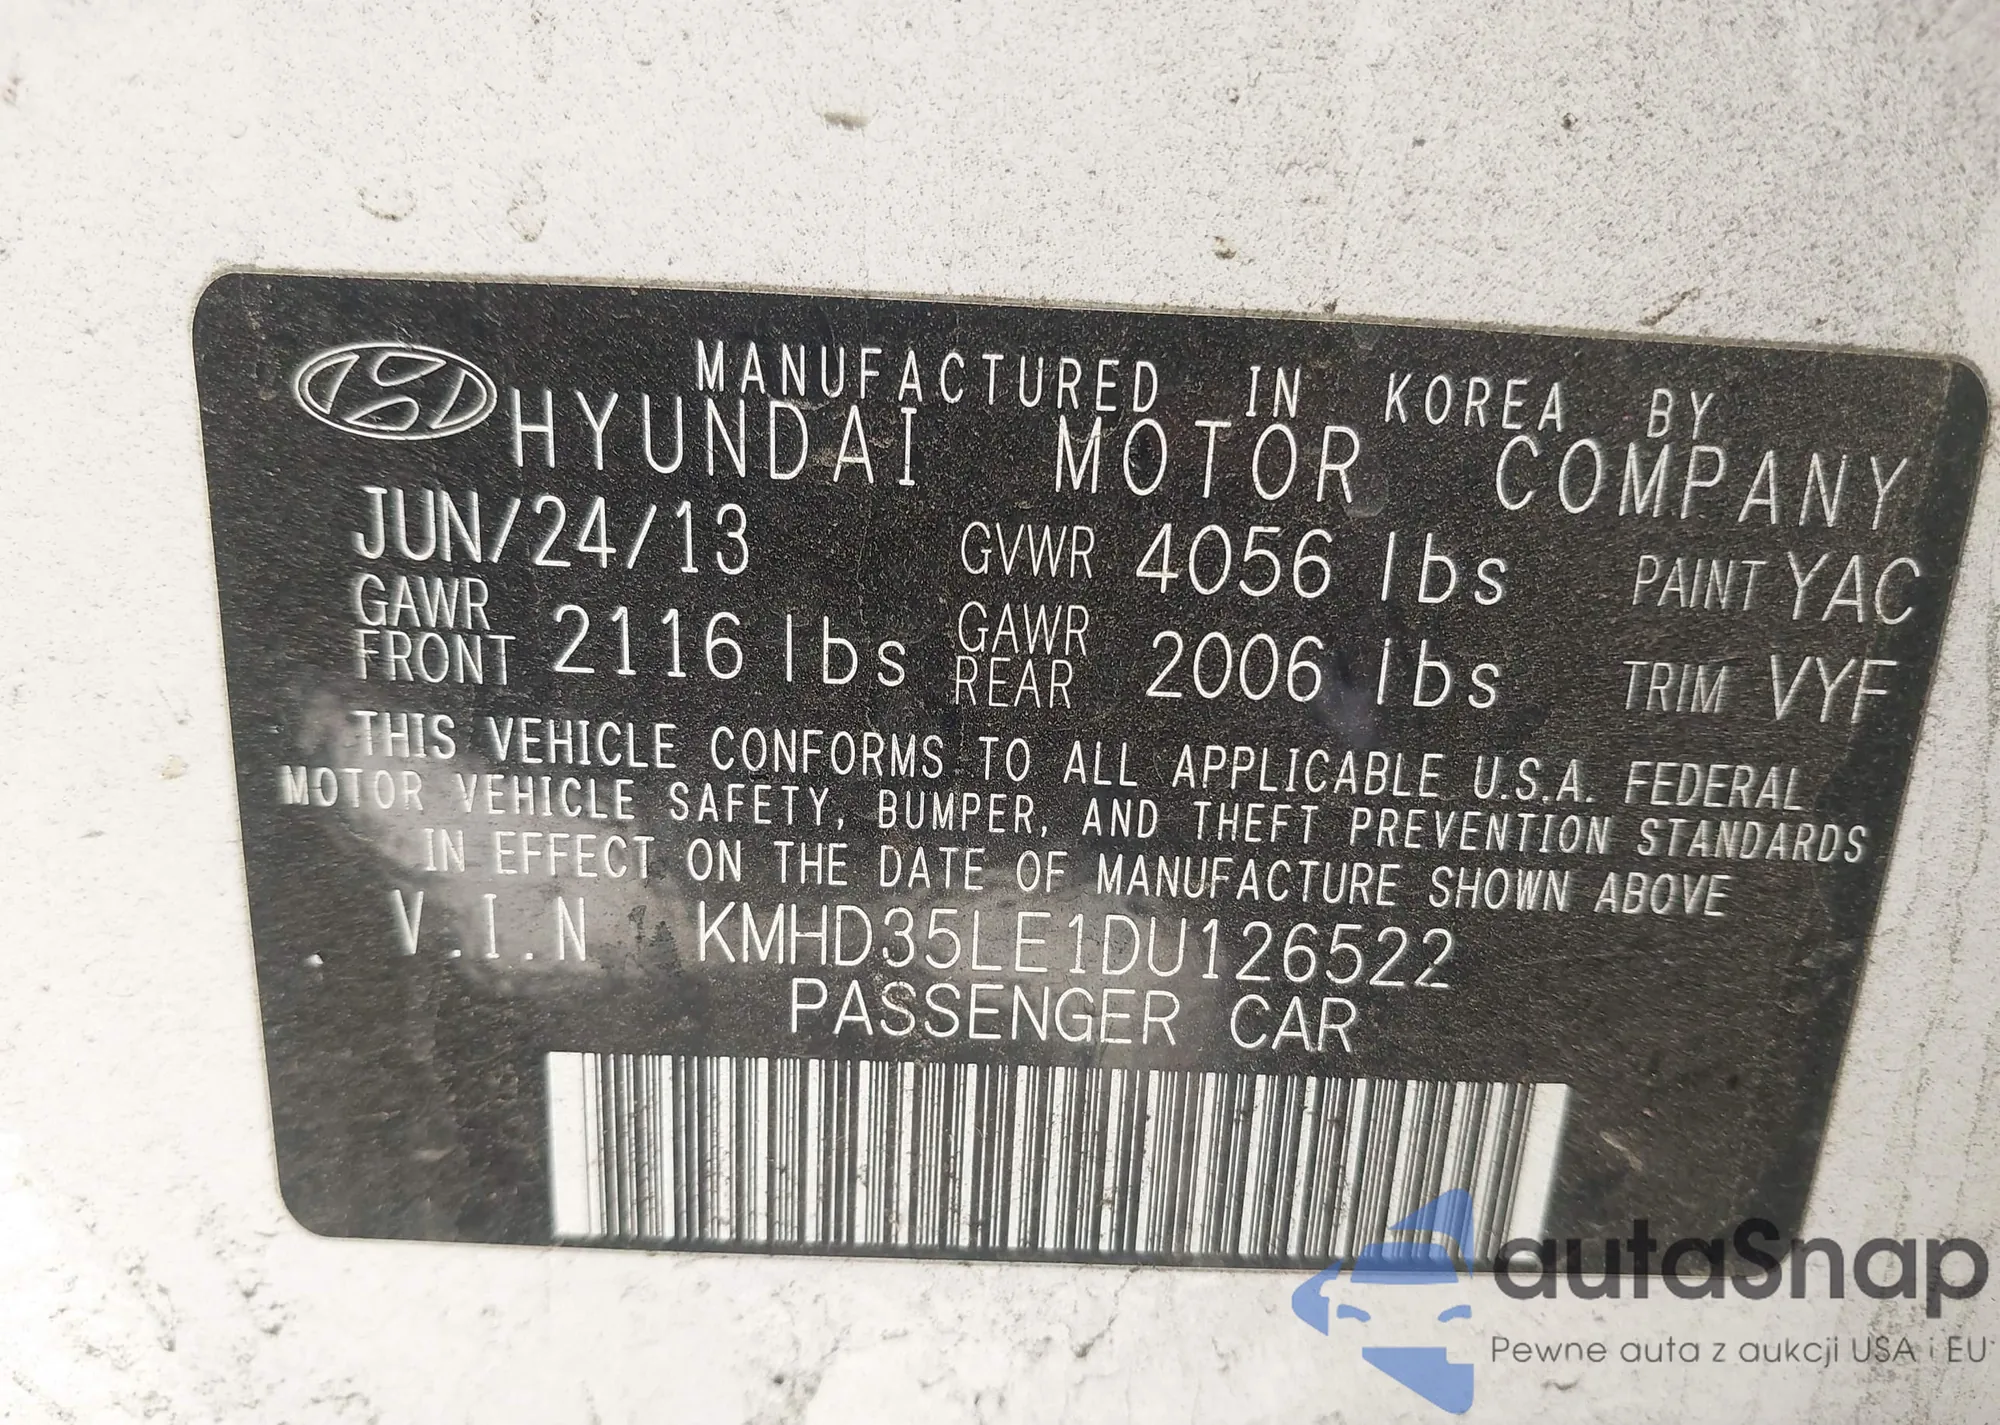 MANUFACTURED IN KOREA BY
HYUNDAI MOTOR COMPANY
JUN/24/13 GVWR 4056 lbs PAINT YAC
GAWR FRONT 2116 lbs GAWR REAR 2006 lbs TRIM VYF
THIS VEHICLE CONFORMS TO ALL APPLICABLE U.S.A. FEDERAL
MOTOR VEHICLE SAFETY, BUMPER, AND THEFT PREVENTION STANDARDS
IN EFFECT ON THE DATE OF MANUFACTURE SHOWN ABOVE
V.I.N KMHD35LE1DU126522
PASSENGER CAR
autaSnap
Pewne auta z aukcji USA i EU